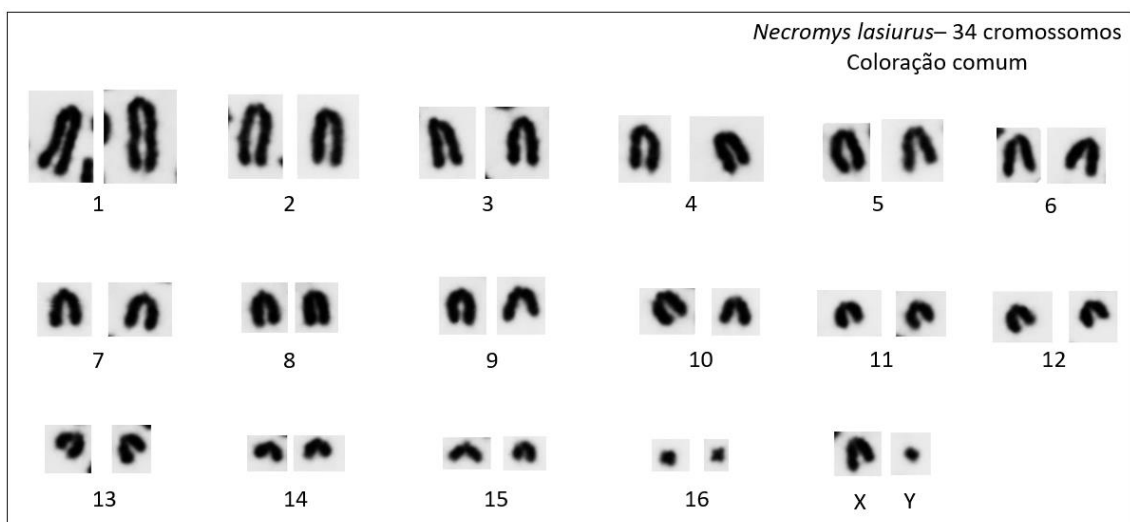 Necromys lasiurus– 34 cromossomos
Coloração comum
1 2 3 4 5 6
7 8 9 10 11 12
13 14 15 16 X Y